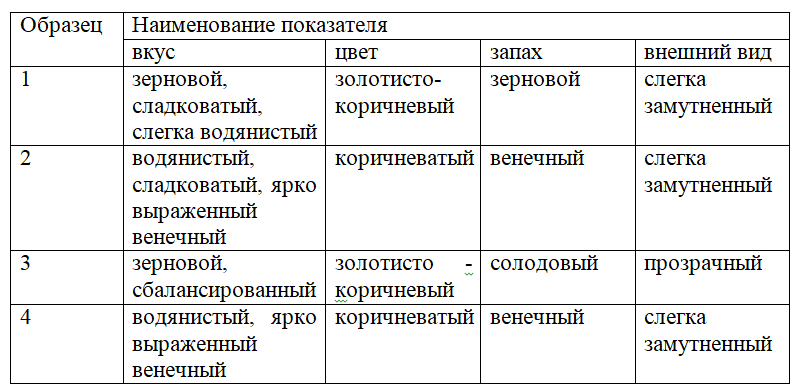 Образец Наименование показателя
вкус цвет запах внешний вид
1 зерновой, золотисто- зерновой слегка
сладковатый, коричневый замутненный
слегка водянистый
2 водянистый, коричневатый венечный слегка
сладковатый, ярко замутненный
выраженный
венечный
3 зерновой, золотисто - солодовый прозрачный
сбалансированный коричневый
4 водянистый, ярко коричневатый венечный слегка
выраженный замутненный
венечный